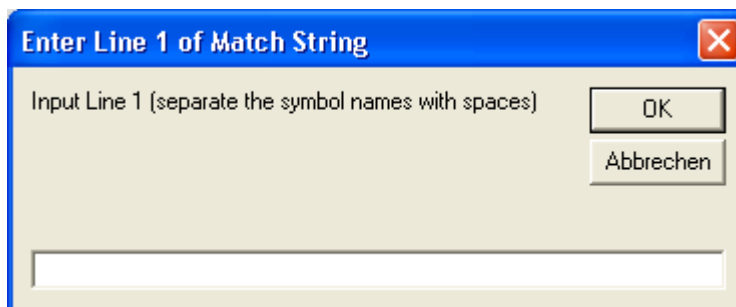 Enter Line 1 of Match String
Input Line 1 (separate the symbol names with spaces)
OK
Abbrechen